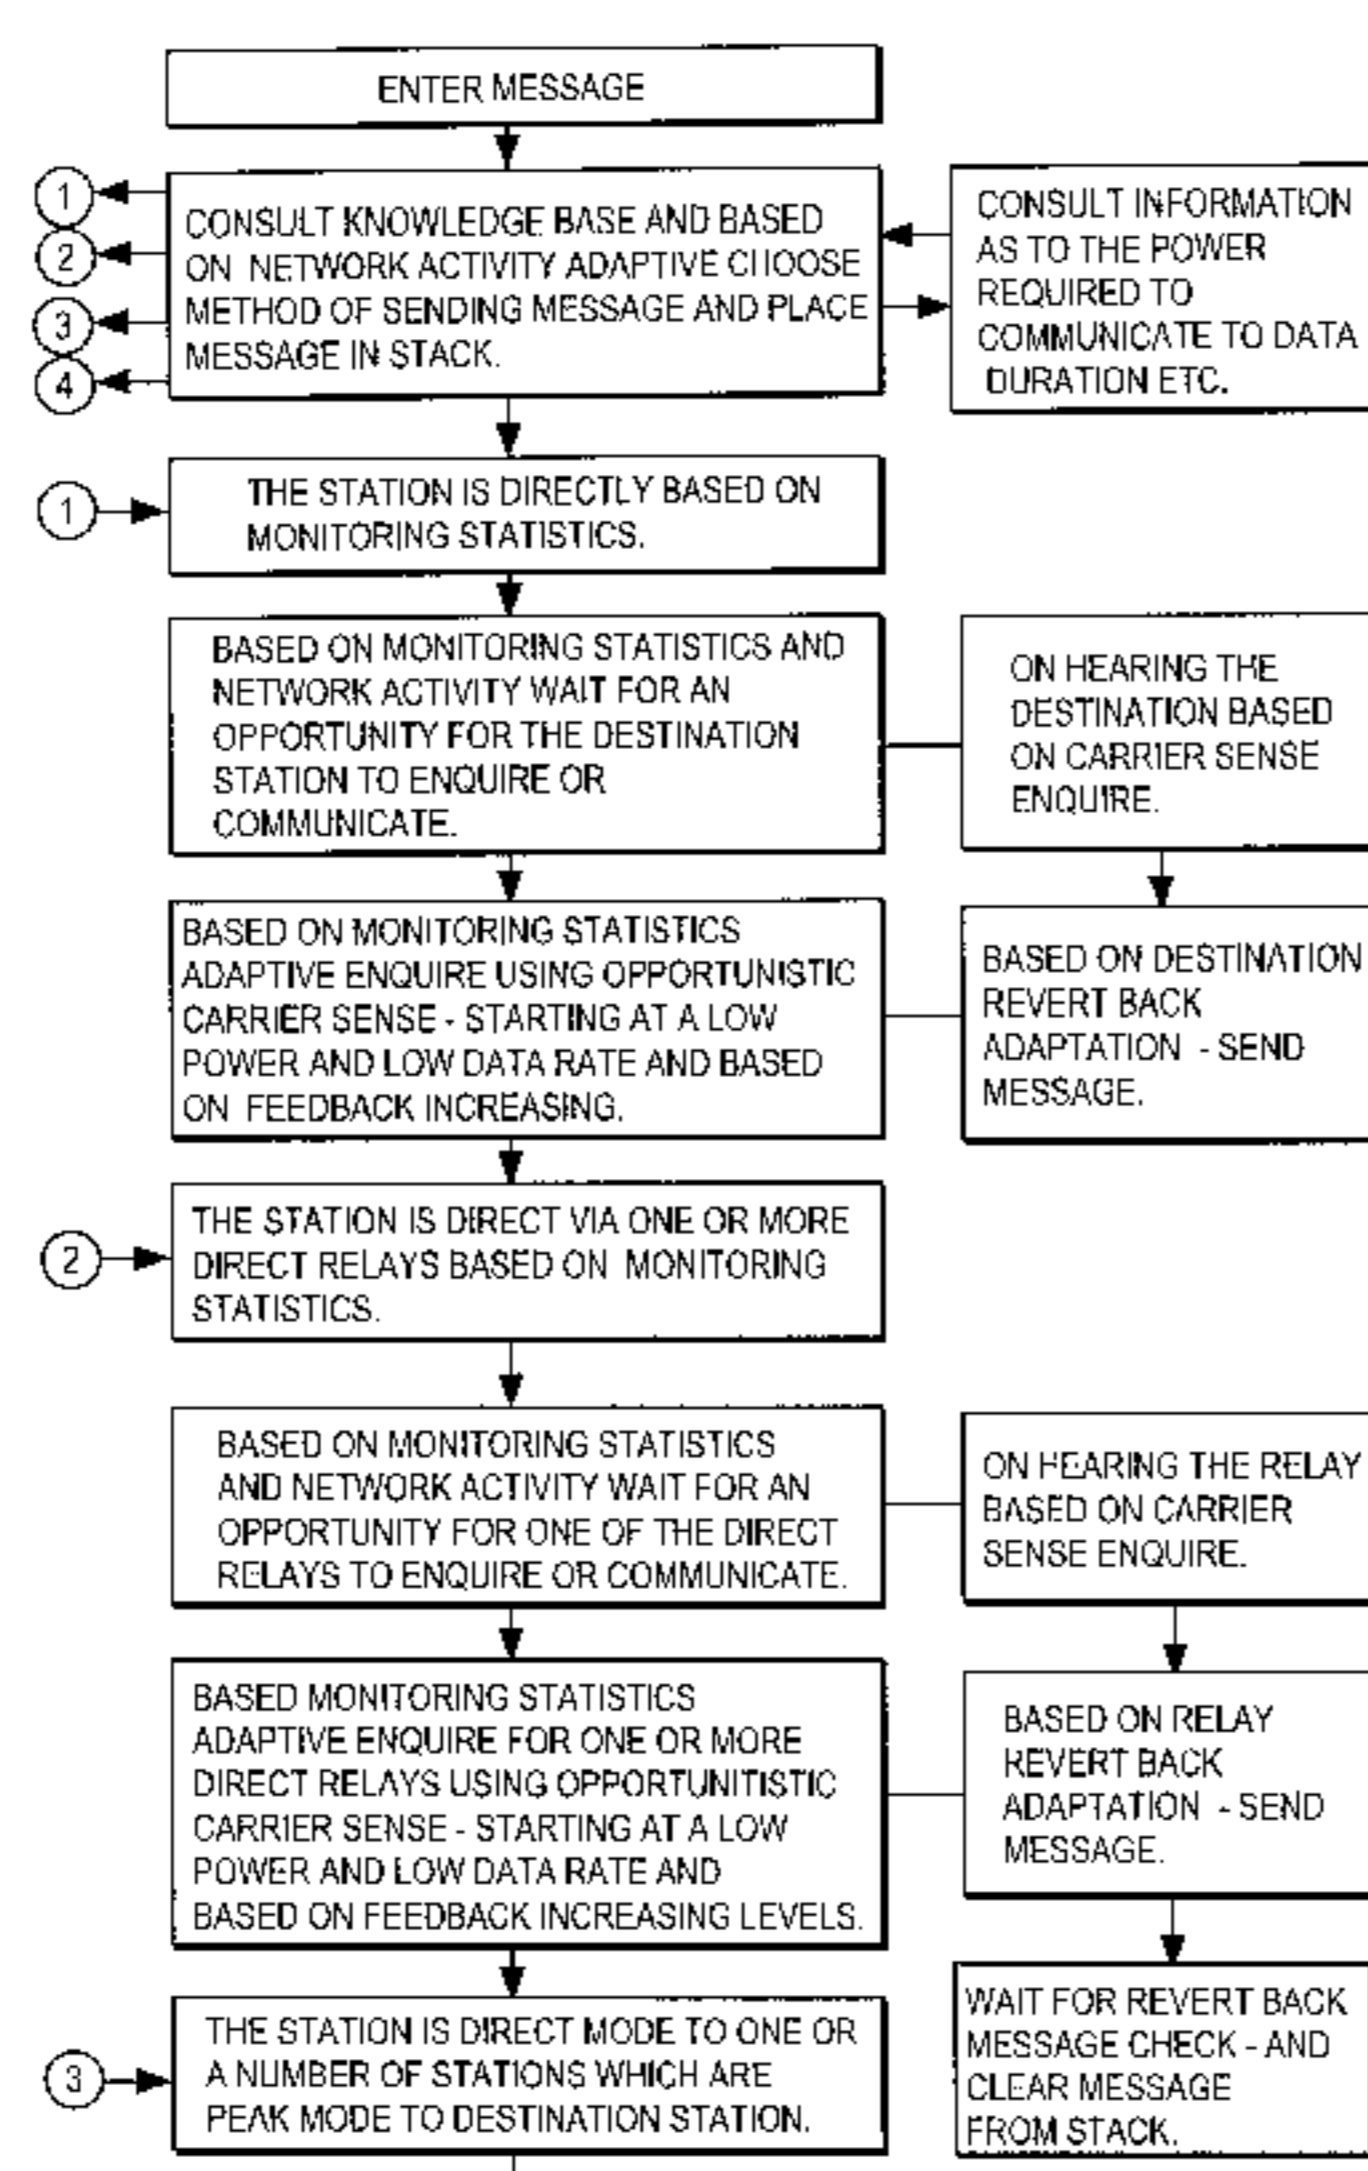 ENTER MESSAGE
1
2
3
4
CONSULT KNOWLEDGE BASE AND BASED
ON NETWORK ACTIVITY ADAPTIVE CHOOSE
METHOD OF SENDING MESSAGE AND PLACE
MESSAGE IN STACK.
CONSULT INFORMATION
AS TO THE POWER
REQUIRED TO
COMMUNICATE TO DATA
DURATION ETC.
1
THE STATION IS DIRECTLY BASED ON
MONITORING STATISTICS.
BASED ON MONITORING STATISTICS AND
NETWORK ACTIVITY WAIT FOR AN
OPPORTUNITY FOR THE DESTINATION
STATION TO ENQUIRE OR
COMMUNICATE.
ON HEARING THE
DESTINATION BASED
ON CARRIER SENSE
ENQUIRE.
BASED ON MONITORING STATISTICS
ADAPTIVE ENQUIRE USING OPPORTUNISTIC
CARRIER SENSE - STARTING AT A LOW
POWER AND LOW DATA RATE AND BASED
ON FEEDBACK INCREASING.
BASED ON DESTINATION
REVERT BACK
ADAPTATION - SEND
MESSAGE.
2
THE STATION IS DIRECT VIA ONE OR MORE
DIRECT RELAYS BASED ON MONITORING
STATISTICS.
BASED ON MONITORING STATISTICS
AND NETWORK ACTIVITY WAIT FOR AN
OPPORTUNITY FOR ONE OF THE DIRECT
RELAYS TO ENQUIRE OR COMMUNICATE.
ON HEARING THE RELAY
BASED ON CARRIER
SENSE ENQUIRE.
BASED MONITORING STATISTICS
ADAPTIVE ENQUIRE FOR ONE OR MORE
DIRECT RELAYS USING OPPORTUNITISTIC
CARRIER SENSE - STARTING AT A LOW
POWER AND LOW DATA RATE AND
BASED ON FEEDBACK INCREASING LEVELS.
BASED ON RELAY
REVERT BACK
ADAPTATION - SEND
MESSAGE.
3
THE STATION IS DIRECT MODE TO ONE OR
A NUMBER OF STATIONS WHICH ARE
PEAK MODE TO DESTINATION STATION.
WAIT FOR REVERT BACK
MESSAGE CHECK - AND
CLEAR MESSAGE
FROM STACK.